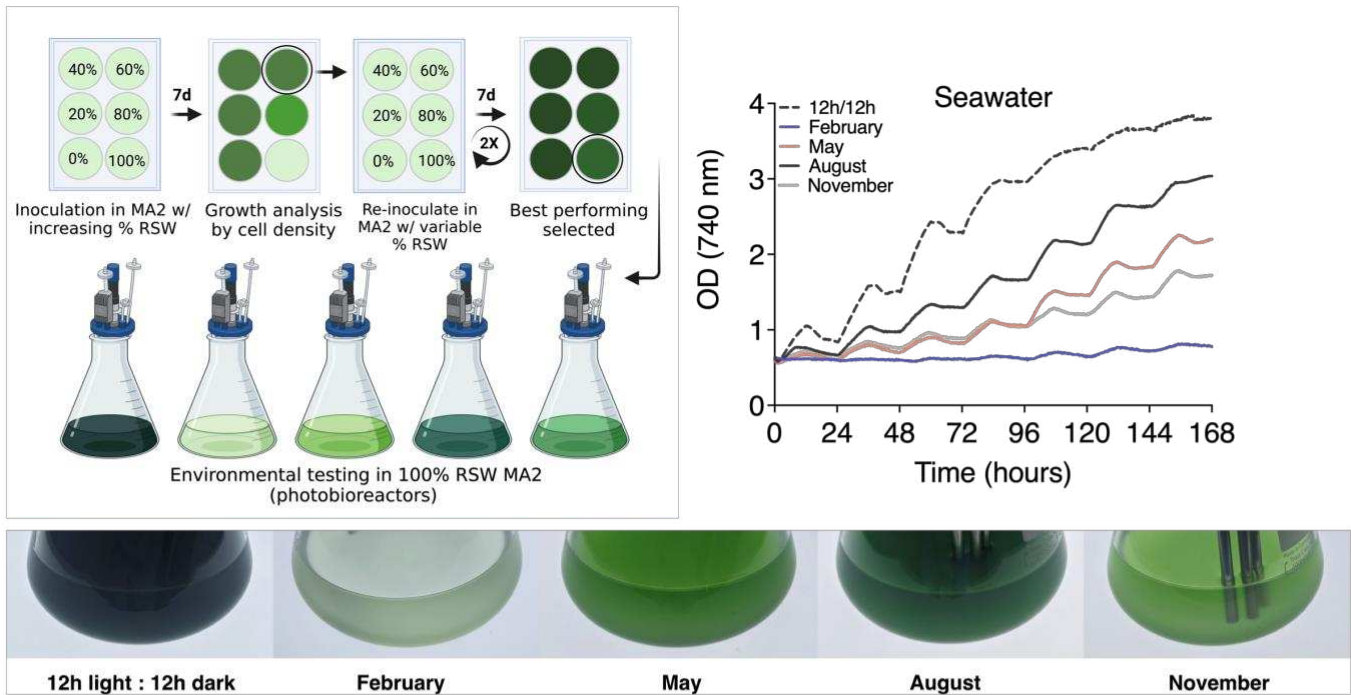 40% 60%
20% 80%
0% 100%
7d
40% 60%
20% 80%
0% 100%
7d
2X
Inoculation in MA2 w/
increasing % RSW
Growth analysis
by cell density
Re-inoculate in
MA2 w/ variable
% RSW
Best performing
selected
Environmental testing in 100% RSW MA2
(photobioreactors)
Seawater
12h/12h
February
May
August
November
OD (740 nm)
4
3
2
1
0
0 24 48 72 96 120 144 168
Time (hours)
12h light : 12h dark
February
May
August
November